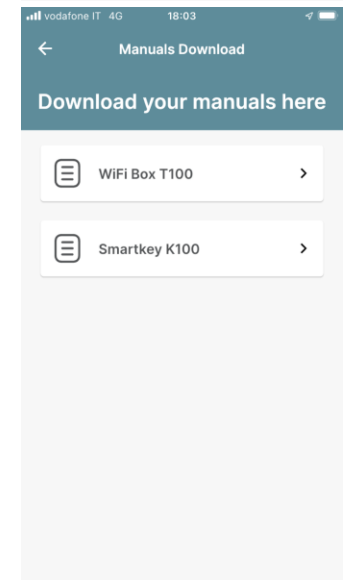 vodafone IT 4G 18:03
Manuals Download
Download your manuals here
WiFi Box T100
Smartkey K100